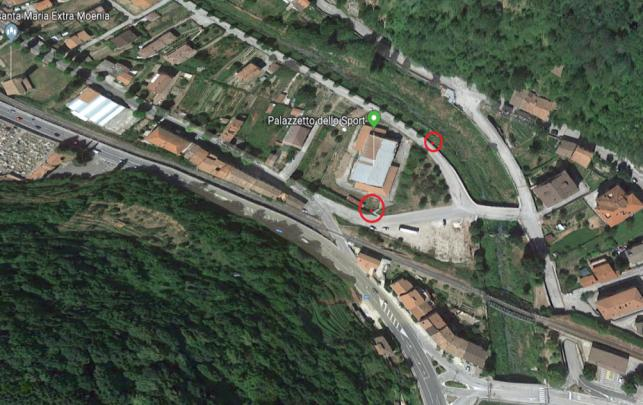 Santa Maria Extra Moenia
Palazzetto dello Sport